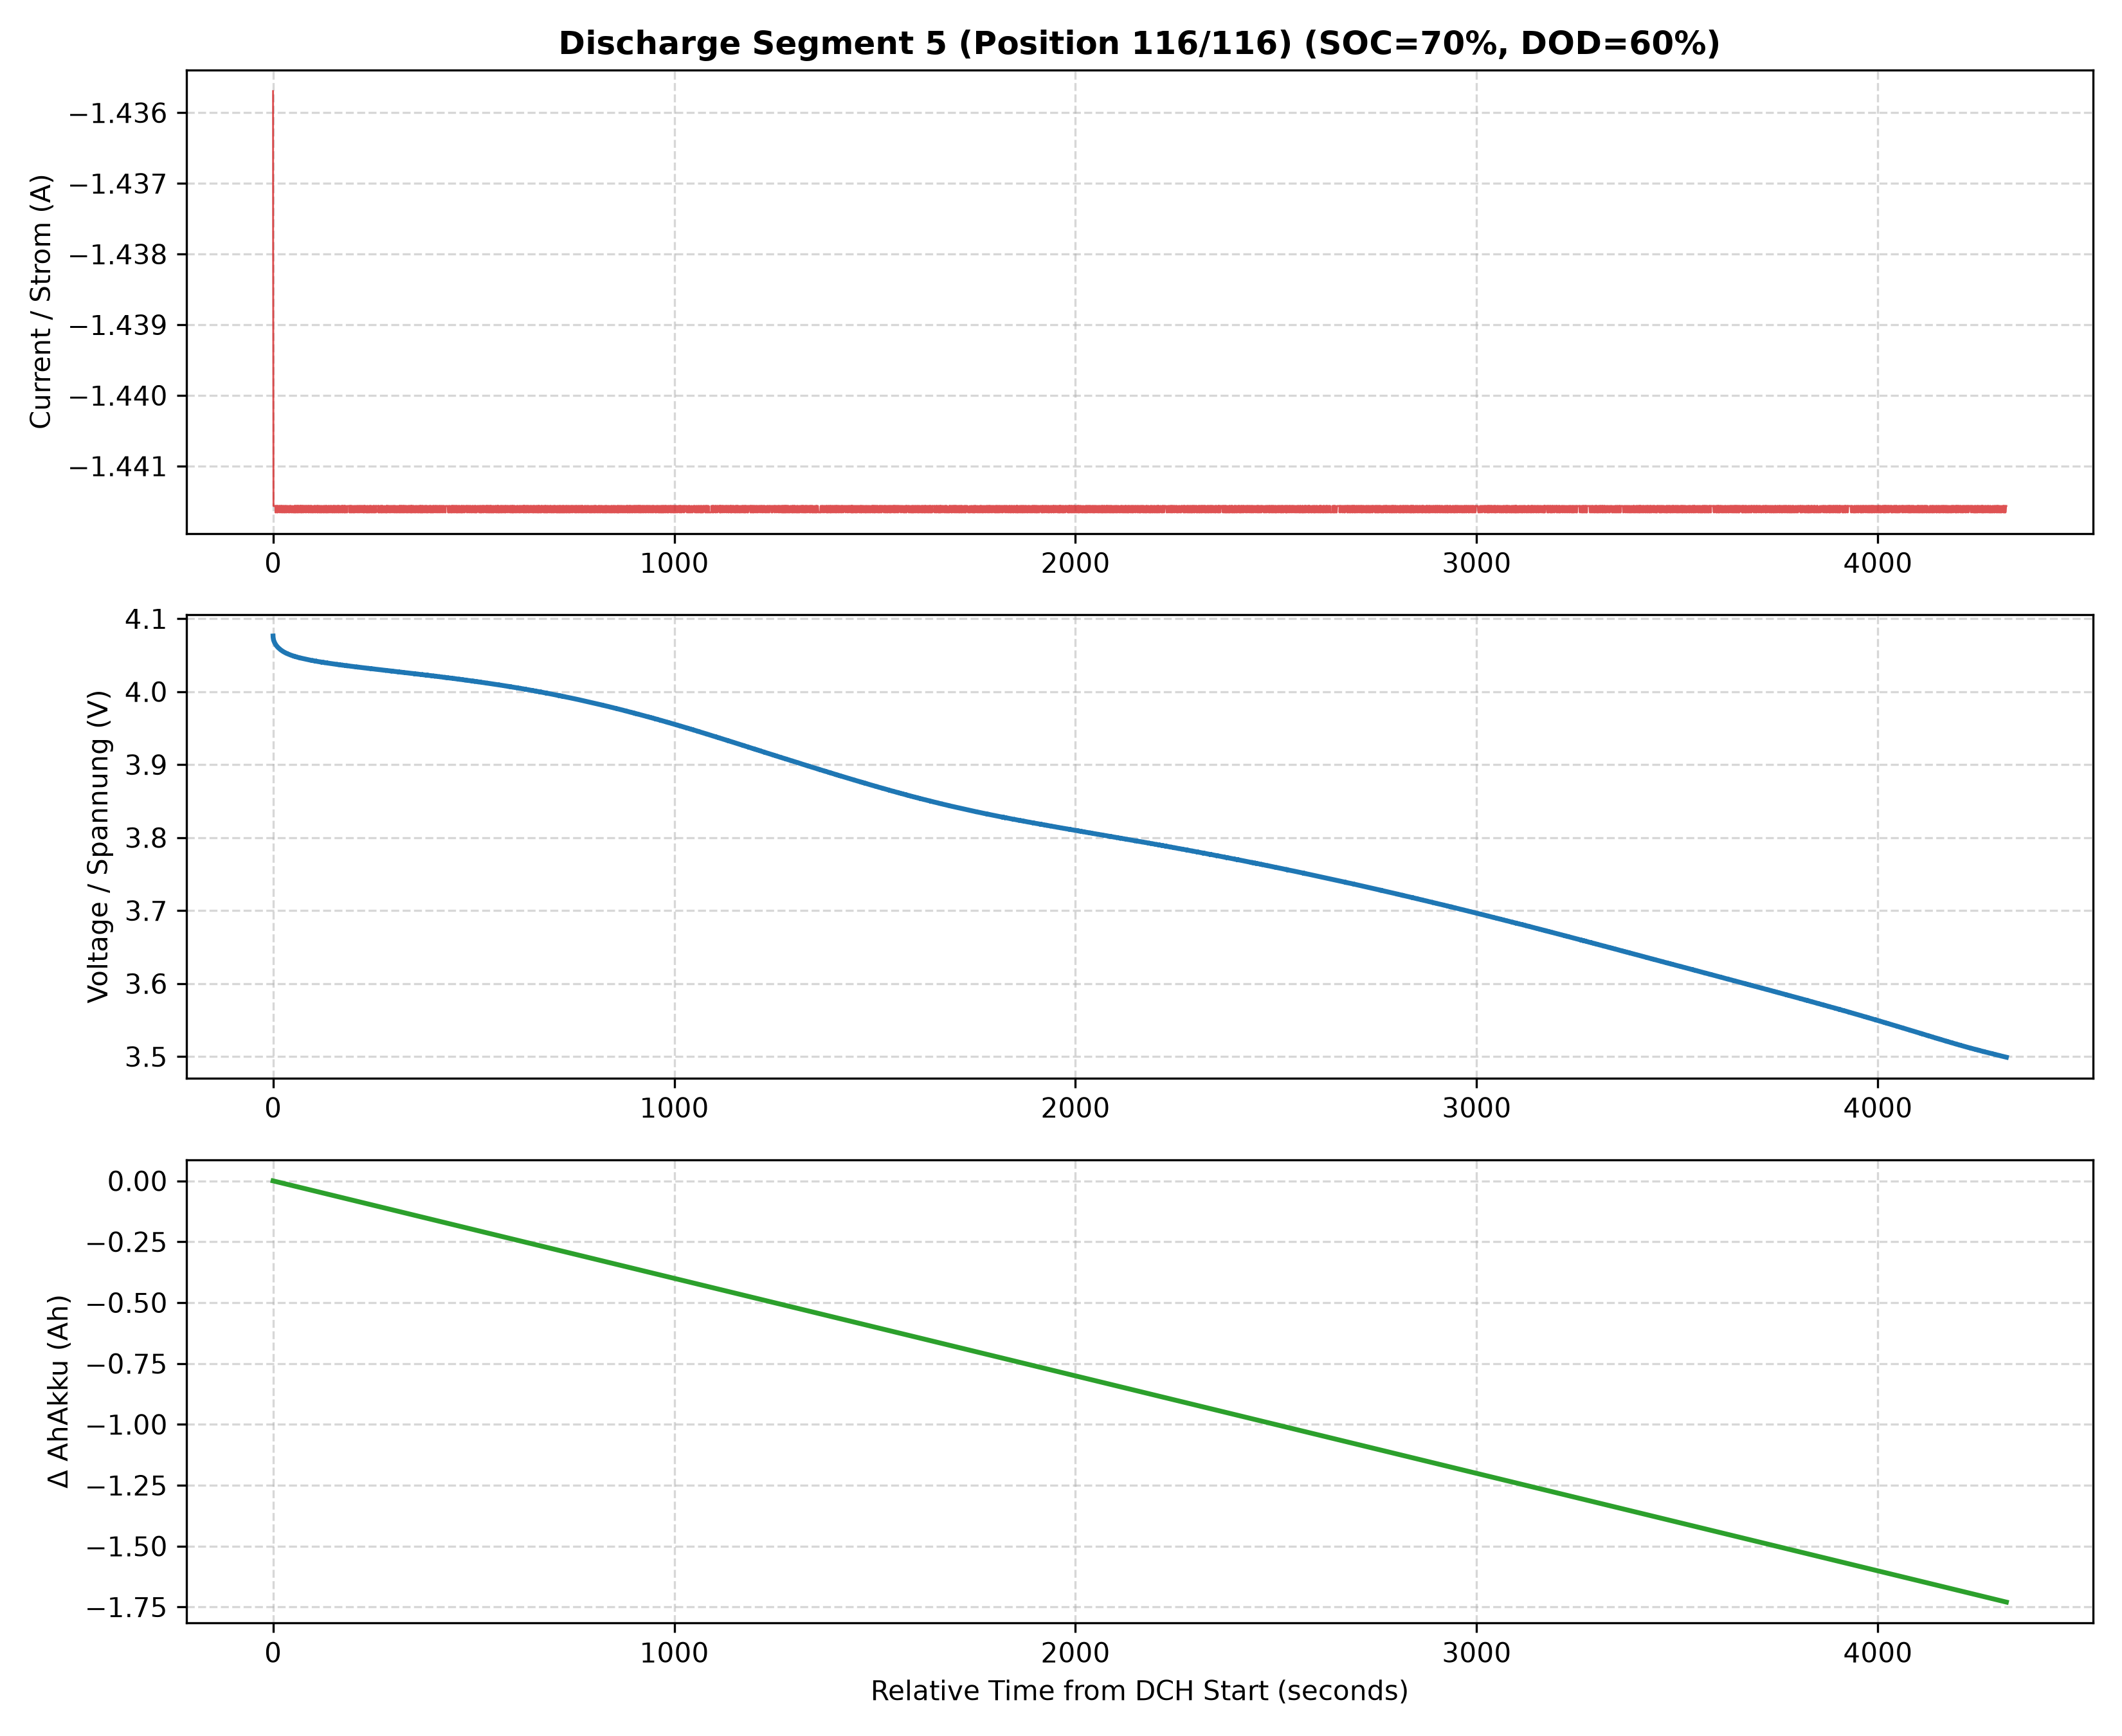 Discharge Segment 5 (Position 116/116) (SOC=70%, DOD=60%)
Current / Strom (A)
−1.436
−1.437
−1.438
−1.439
−1.440
−1.441
0 1000 2000 3000 4000
Voltage / Spannung (V)
4.1
4.0
3.9
3.8
3.7
3.6
3.5
0 1000 2000 3000 4000
Δ AhAkku (Ah)
0.00
−0.25
−0.50
−0.75
−1.00
−1.25
−1.50
−1.75
0 1000 2000 3000 4000
Relative Time from DCH Start (seconds)